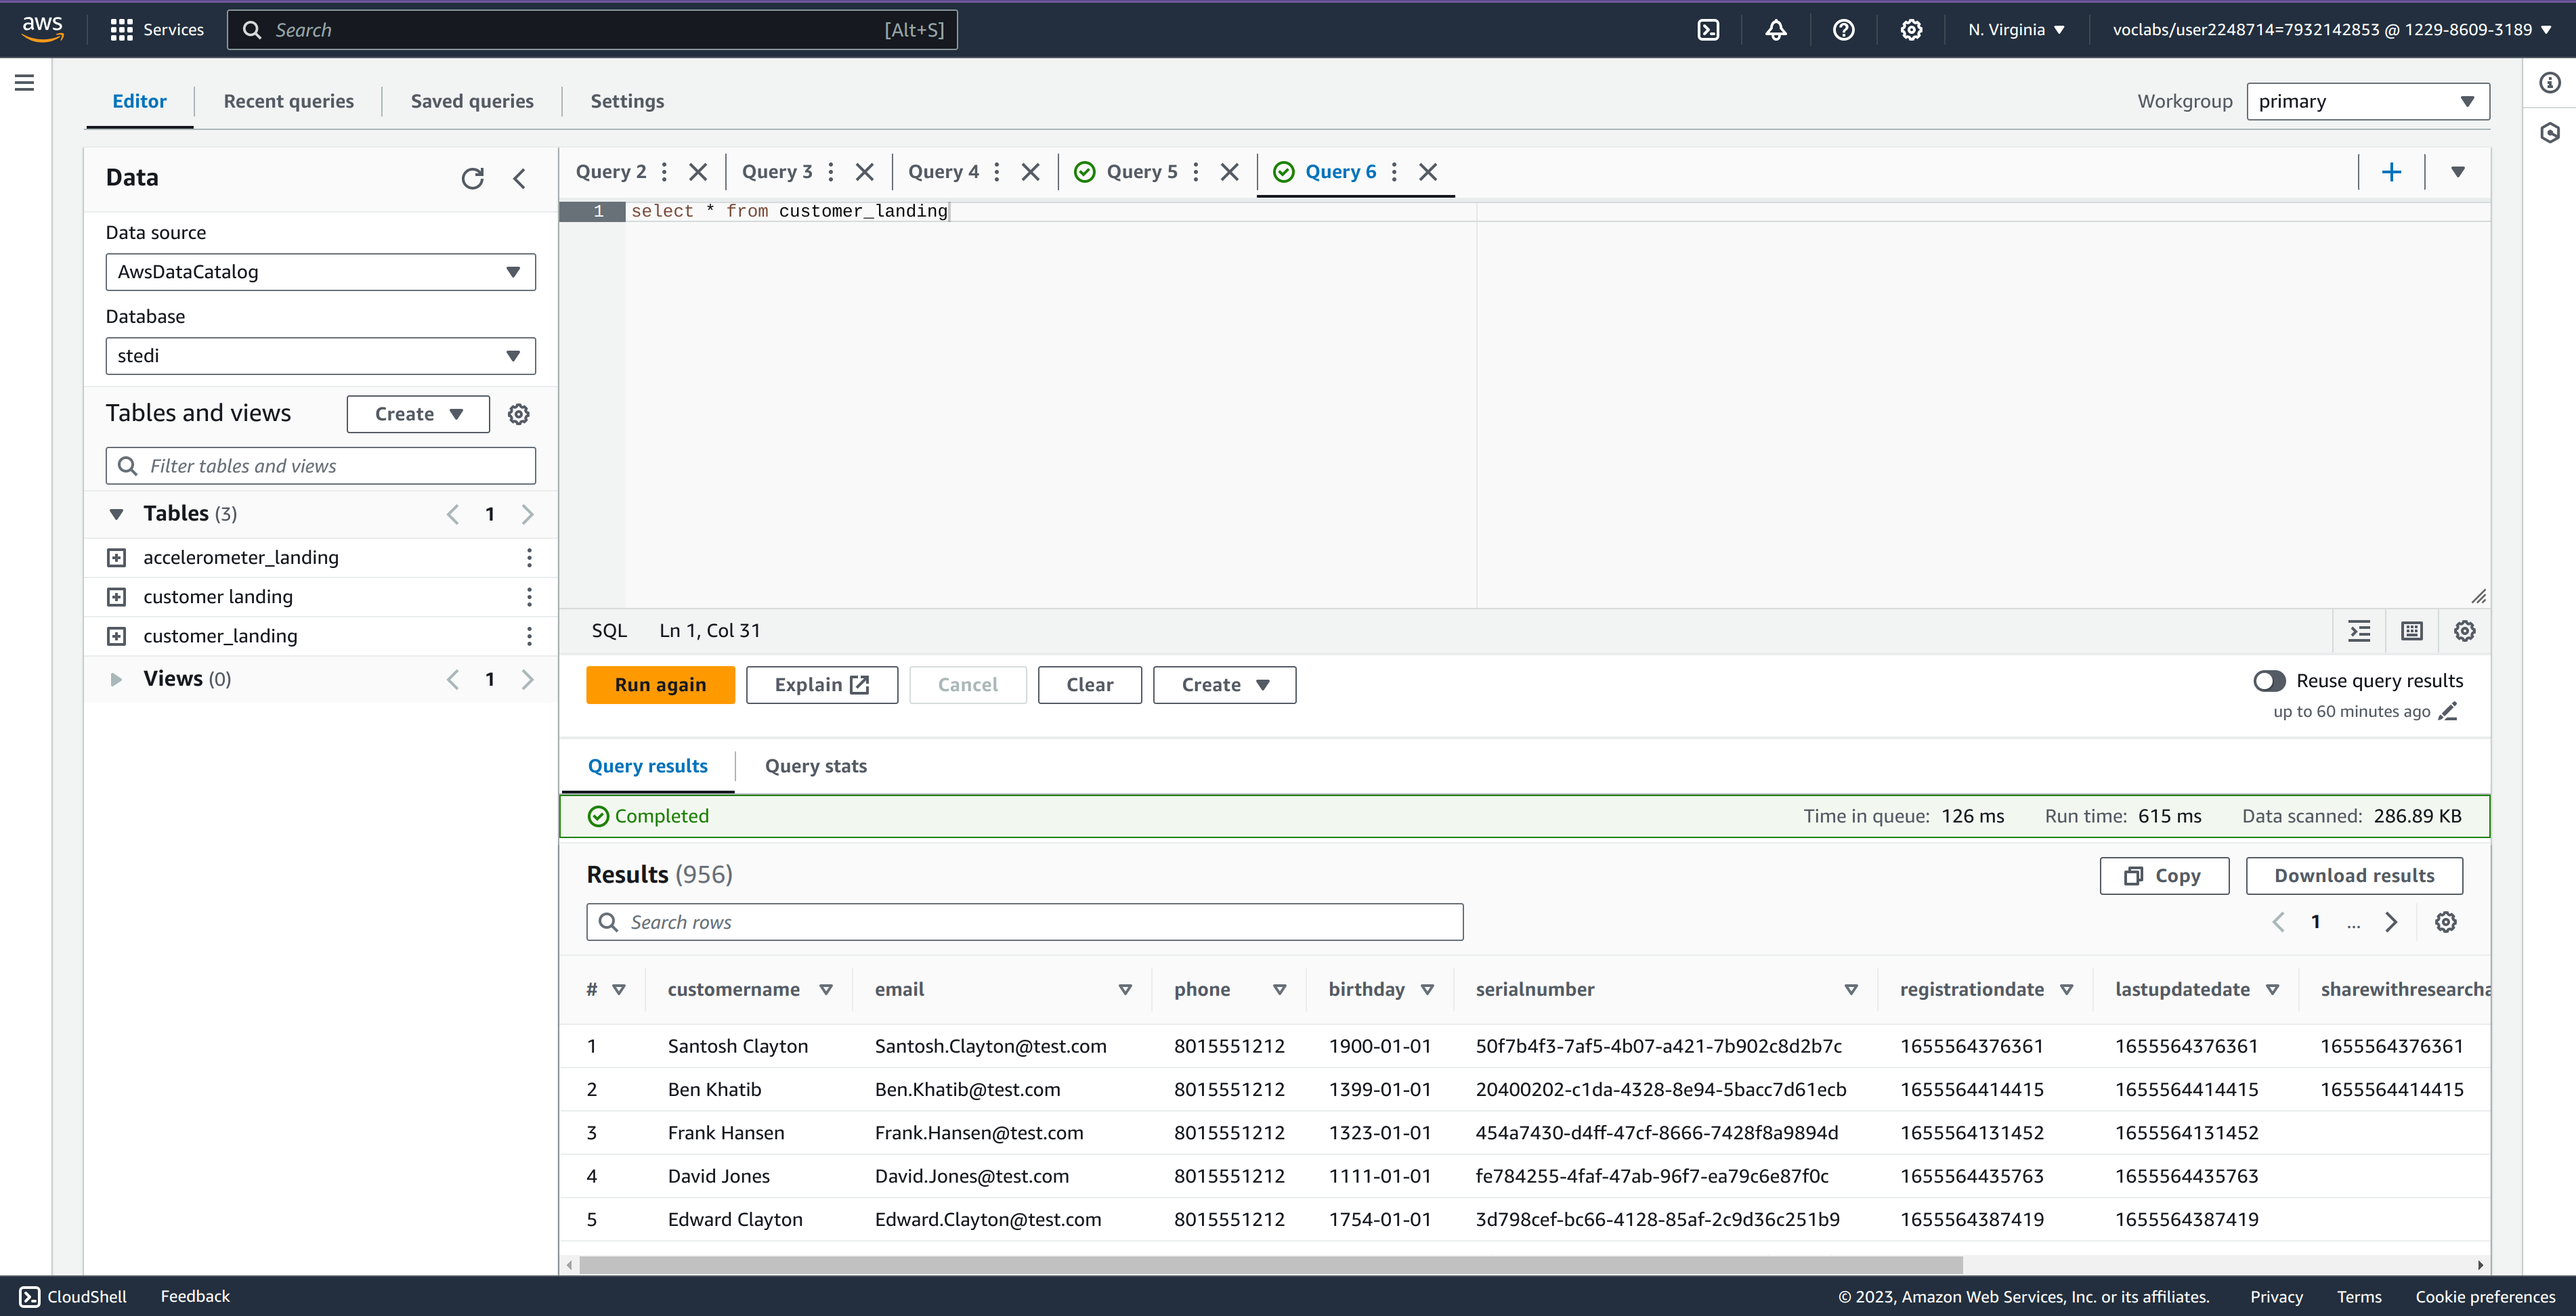 aws Services Search [Alt+S] N. Virginia voclabs/user2248714=7932142853 @ 1229-8609-3189
Editor Recent queries Saved queries Settings Workgroup primary
Data
Data source
AwsDataCatalog
Database
stedi
Tables and views Create
Filter tables and views
Tables (3) 1
accelerometer_landing
customer landing
customer_landing
Views (0) 1
Query 2 Query 3 Query 4 Query 5 Query 6
1 select * from customer_landing
SQL Ln 1, Col 31
Run again Explain Cancel Clear Create Reuse query results
up to 60 minutes ago
Query results Query stats
Completed Time in queue: 126 ms Run time: 615 ms Data scanned: 286.89 KB
Results (956) Copy Download results
Search rows 1 ...
# customername email phone birthday serialnumber registrationdate lastupdatedate sharewithresearcha
1 Santosh Clayton Santosh.Clayton@test.com 8015551212 1900-01-01 50f7b4f3-7af5-4b07-a421-7b902c8d2b7c 1655564376361 1655564376361 1655564376361
2 Ben Khatib Ben.Khatib@test.com 8015551212 1399-01-01 20400202-c1da-4328-8e94-5bacc7d61ecb 1655564414415 1655564414415 1655564414415
3 Frank Hansen Frank.Hansen@test.com 8015551212 1323-01-01 454a7430-d4ff-47cf-8666-7428f8a9894d 1655564131452 1655564131452
4 David Jones David.Jones@test.com 8015551212 1111-01-01 fe784255-4faf-47ab-96f7-ea79c6e87f0c 1655564435763 1655564435763
5 Edward Clayton Edward.Clayton@test.com 8015551212 1754-01-01 3d798cef-bc66-4128-85af-2c9d36c251b9 1655564387419 1655564387419
CloudShell Feedback © 2023, Amazon Web Services, Inc. or its affiliates. Privacy Terms Cookie preferences